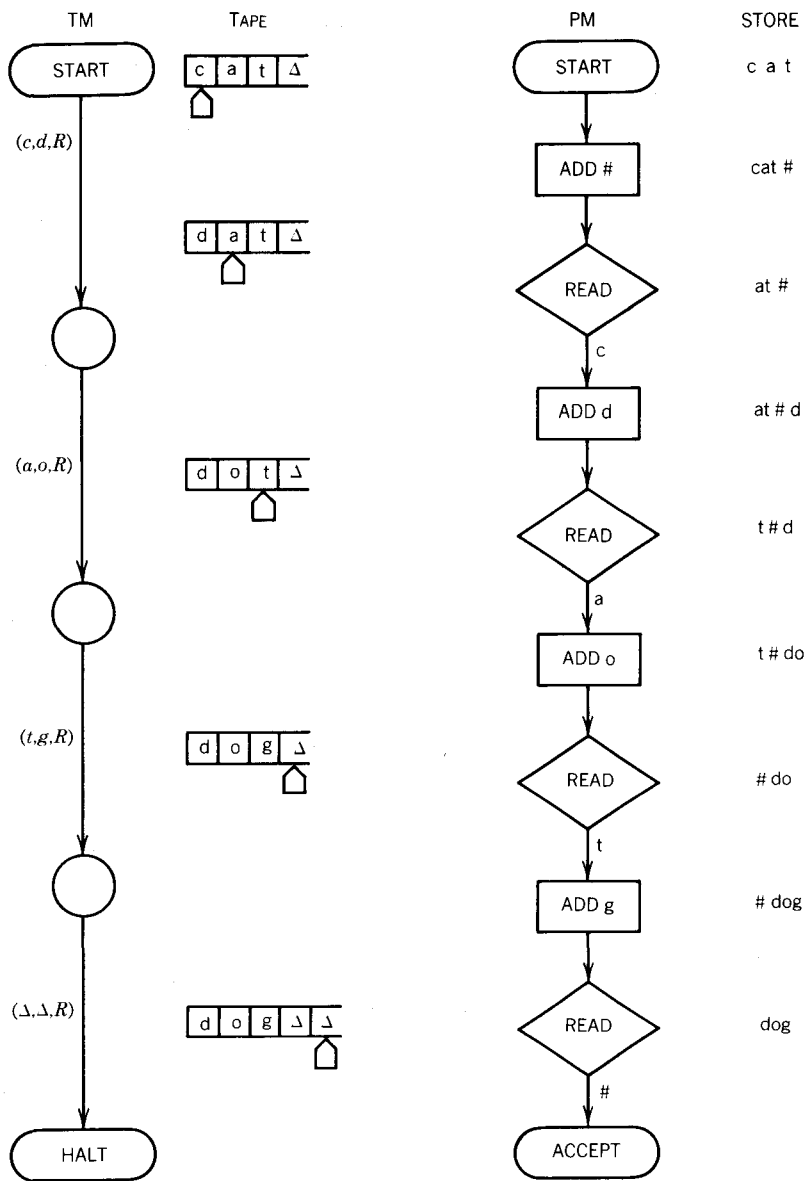 TM TAPE PM STORE
START c a t Δ START c a t
(c,d,R)
ADD # cat #
d a t Δ
READ at #
c
ADD d at # d
(a,o,R)
d o t Δ
READ t # d
a
ADD o t # do
(t,g,R)
d o g Δ
READ # do
t
ADD g # dog
(Δ,Δ,R)
d o g Δ Δ
READ dog
#
HALT ACCEPT